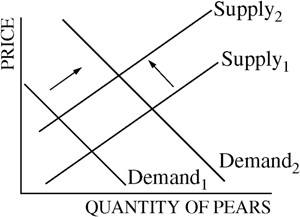 PRICE
Supply2
Supply1
Demand2
Demand1
QUANTITY OF PEARS